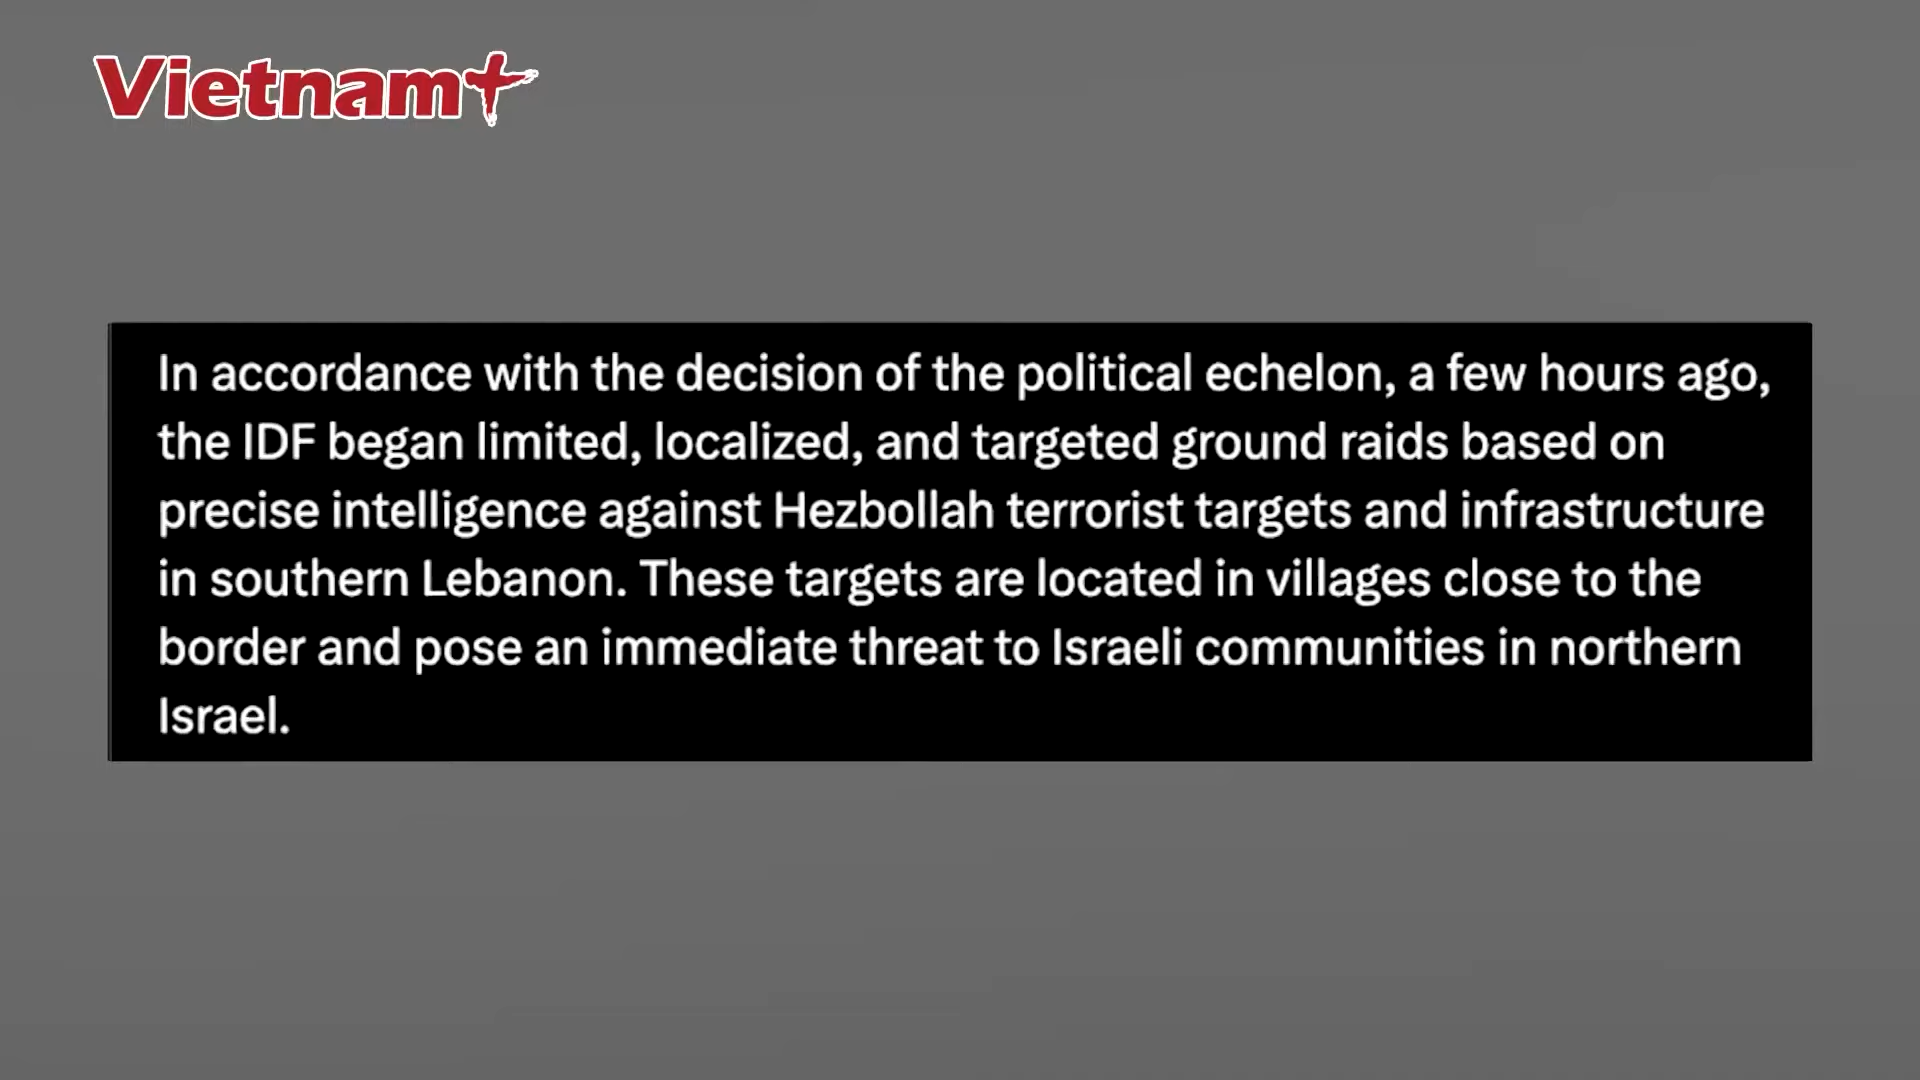 Vietnam+
In accordance with the decision of the political echelon, a few hours ago,
the IDF began limited, localized, and targeted ground raids based on
precise intelligence against Hezbollah terrorist targets and infrastructure
in southern Lebanon. These targets are located in villages close to the
border and pose an immediate threat to Israeli communities in northern
Israel.